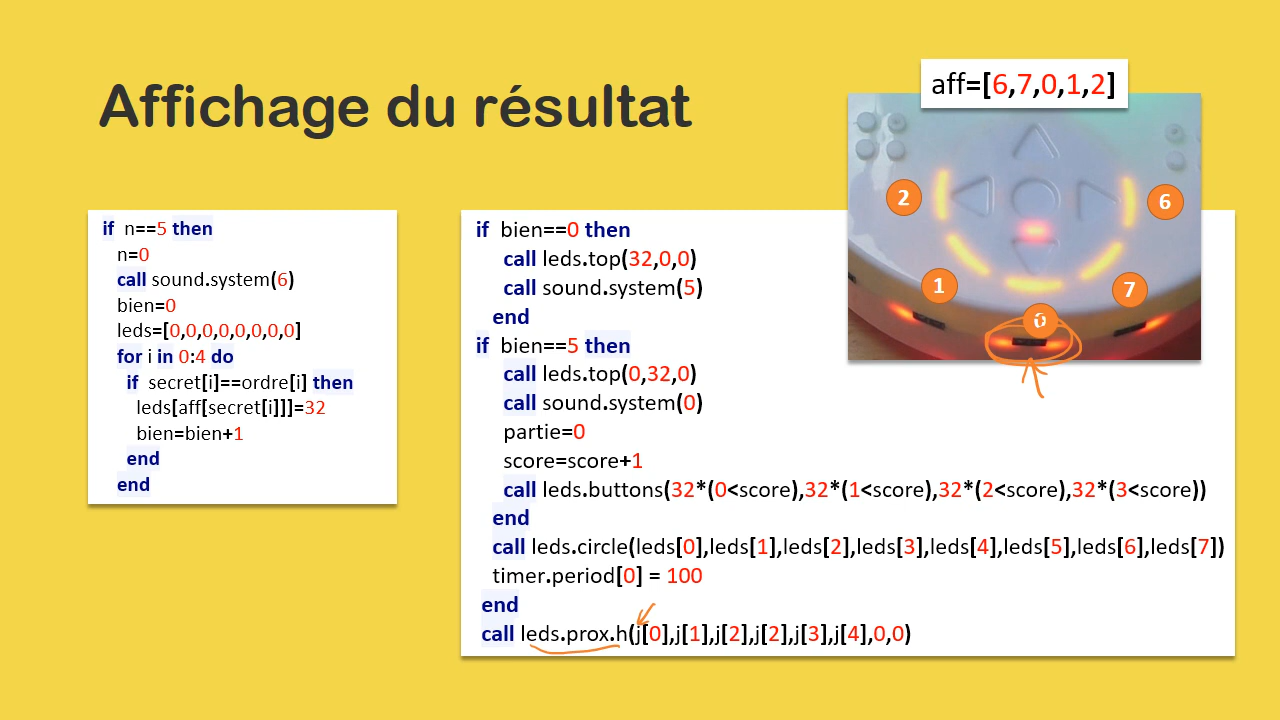 Affichage du résultat
aff=[6,7,0,1,2]
2
6
1
7
0
if n==5 then
n=0
call sound.system(6)
bien=0
leds=[0,0,0,0,0,0,0,0]
for i in 0:4 do
if secret[i]==ordre[i] then
leds[aff[secret[i]]]=32
bien=bien+1
end
end
if bien==0 then
call leds.top(32,0,0)
call sound.system(5)
end
if bien==5 then
call leds.top(0,32,0)
call sound.system(0)
partie=0
score=score+1
call leds.buttons(32*(0<score),32*(1<score),32*(2<score),32*(3<score))
end
call leds.circle(leds[0],leds[1],leds[2],leds[3],leds[4],leds[5],leds[6],leds[7])
timer.period[0] = 100
end
call leds.prox.h(j[0],j[1],j[2],j[2],j[3],j[4],0,0)